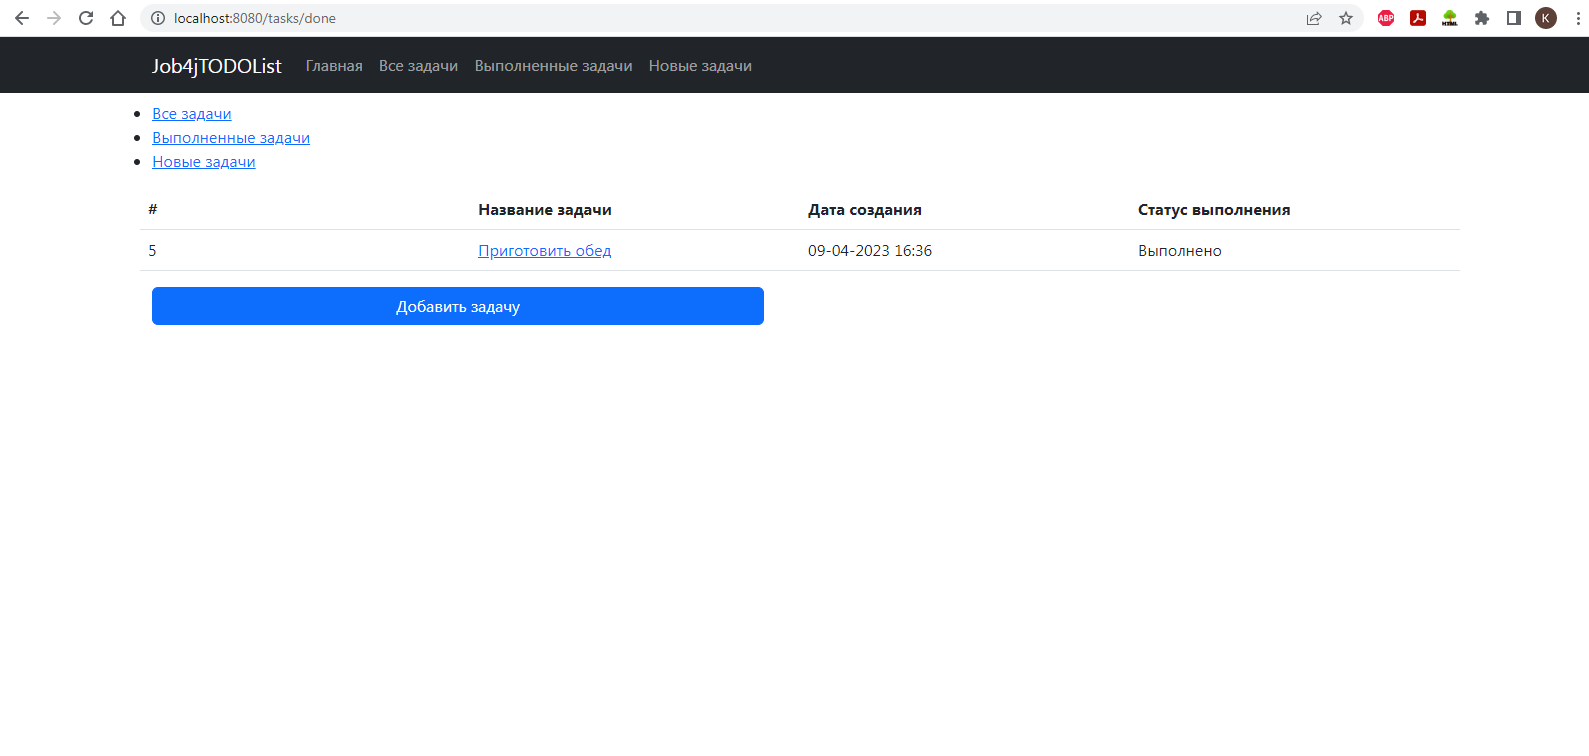 localhost:8080/tasks/done
ABP
HTML
K
Job4jTODOList Главная Все задачи Выполненные задачи Новые задачи
Все задачи
Выполненные задачи
Новые задачи
# Название задачи Дата создания Статус выполнения
5 Приготовить обед 09-04-2023 16:36 Выполнено
Добавить задачу